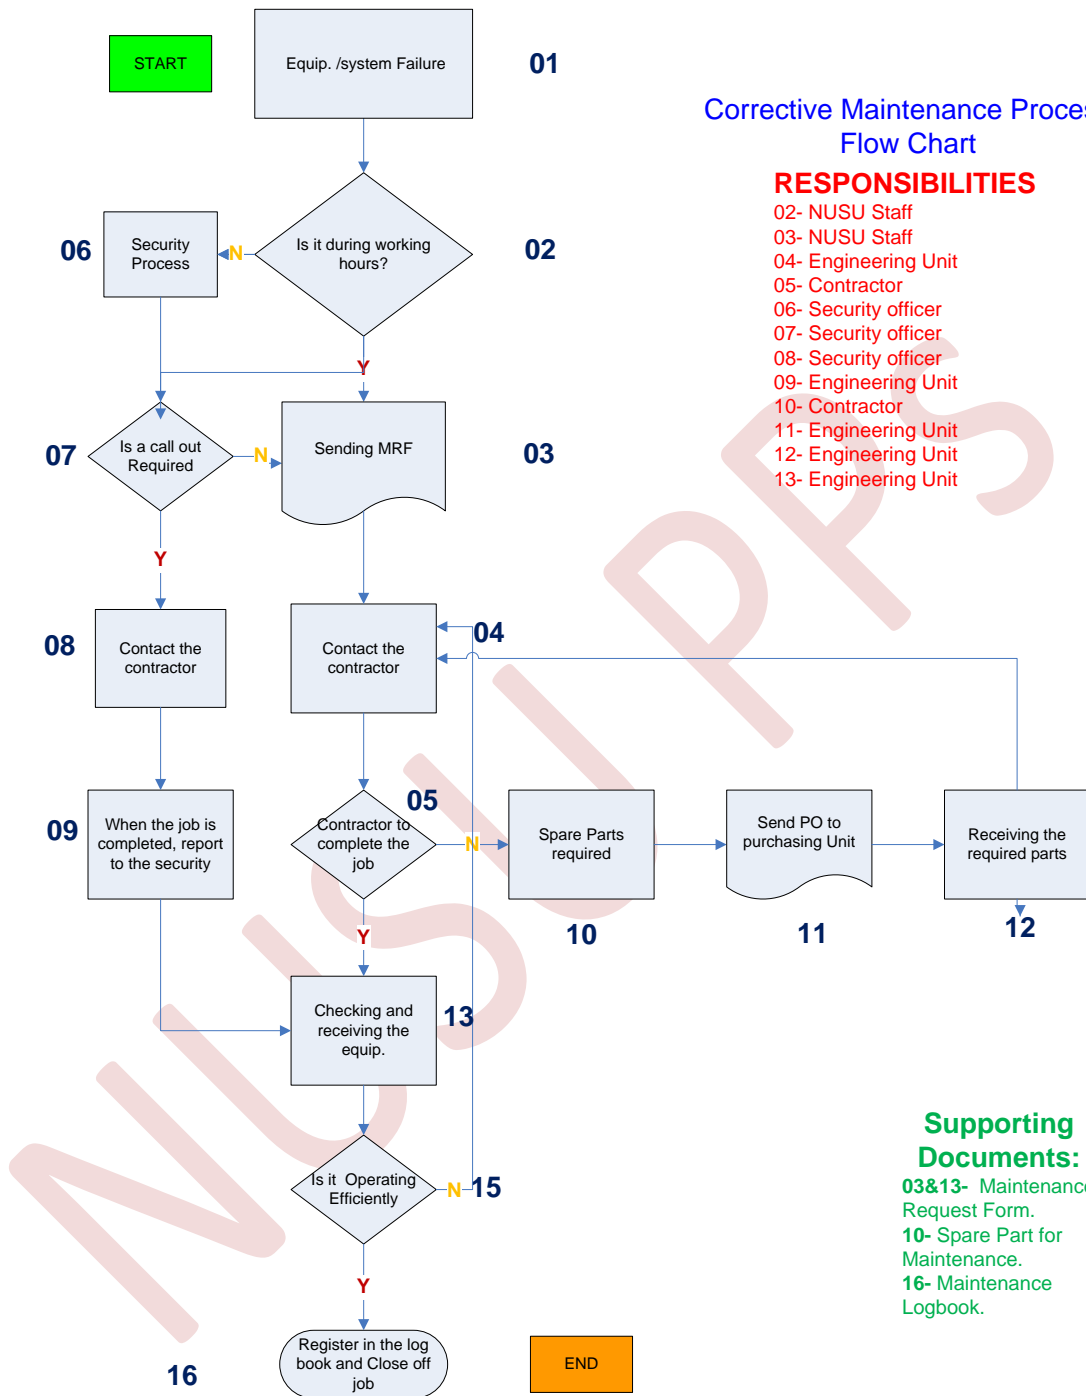 START
Equip. /system Failure
01
Corrective Maintenance Proces
Flow Chart
RESPONSIBILITIES
02- NUSU Staff
03- NUSU Staff
04- Engineering Unit
05- Contractor
06- Security officer
07- Security officer
08- Security officer
09- Engineering Unit
10- Contractor
11- Engineering Unit
12- Engineering Unit
13- Engineering Unit
06
Security
Process
N
Is it during working
hours?
02
Y
07
Is a call out
Required
N
Sending MRF
03
Y
08
Contact the
contractor
Contact the
contractor
04
09
When the job is
completed, report
to the security
05
Contractor to
complete the
job
N
Spare Parts
required
10
Send PO to
purchasing Unit
11
Receiving the
required parts
12
Y
Checking and
receiving the
equip.
13
Is it Operating
Efficiently
N
15
Y
Supporting
Documents:
03&13- Maintenance
Request Form.
10- Spare Part for
Maintenance.
16- Maintenance
Logbook.
16
Register in the log
book and Close off
job
END
NUSU PPS